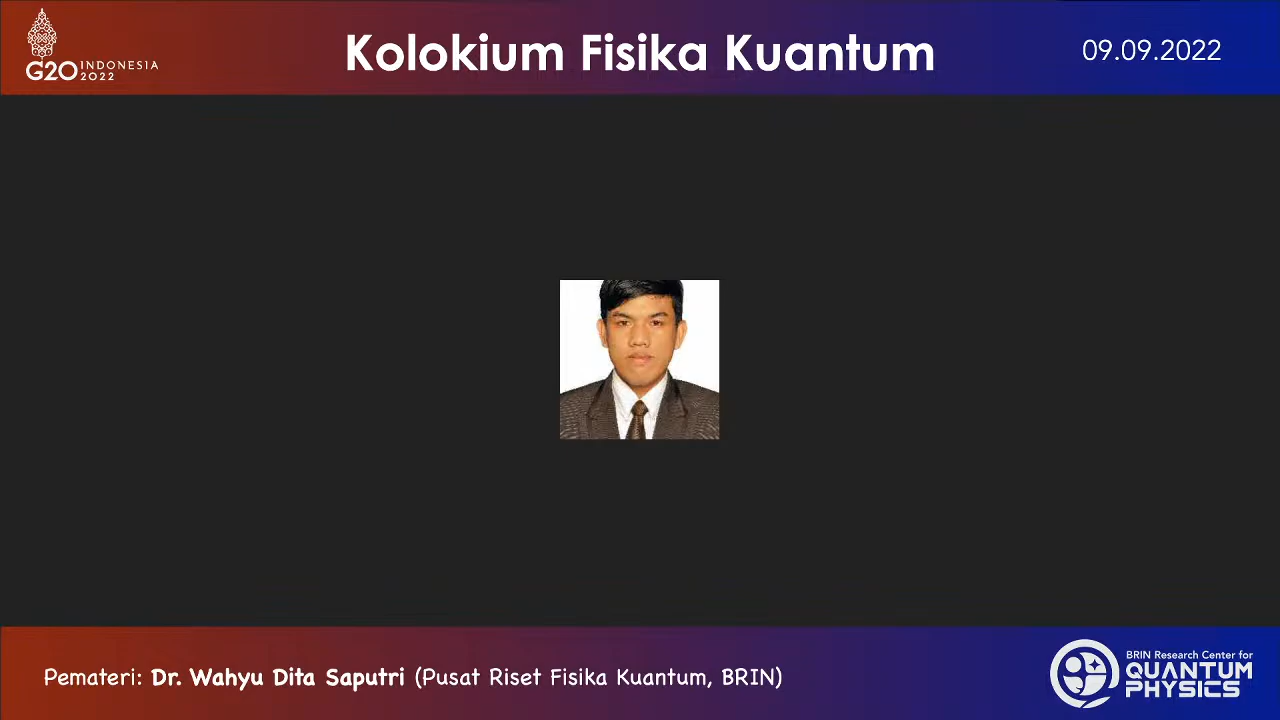 G20 INDONESIA
2022
Kolokium Fisika Kuantum
09.09.2022
Pemateri: Dr. Wahyu Dita Saputri (Pusat Riset Fisika Kuantum, BRIN)
BRIN Research Center for
QUANTUM
PHYSICS